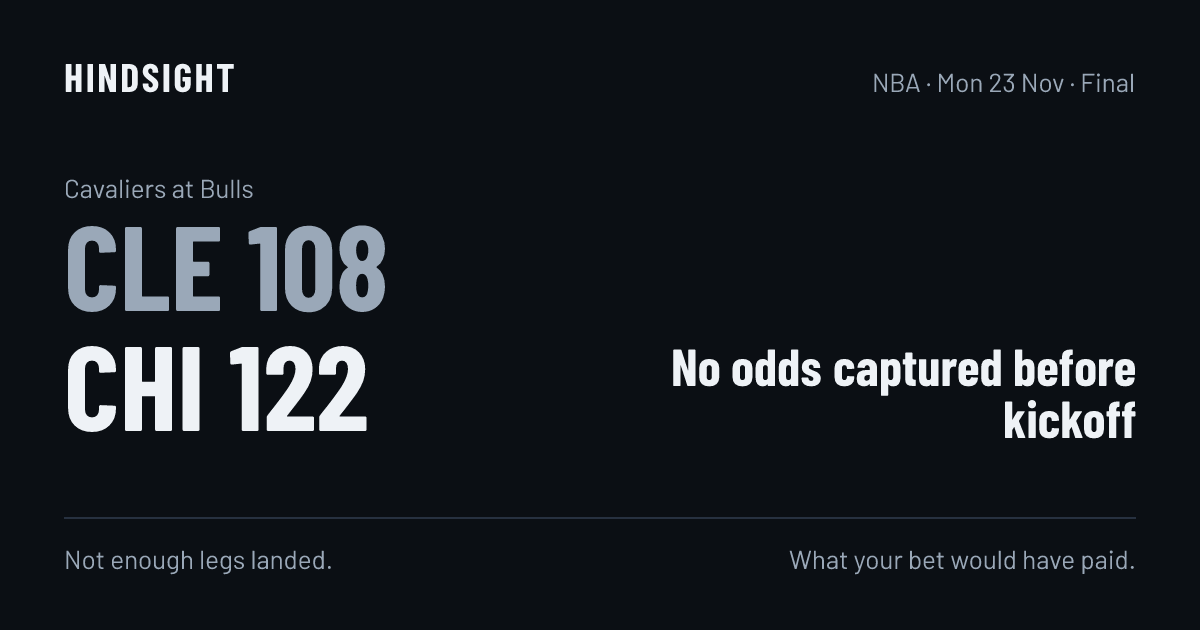 HINDSIGHT
NBA · Mon 23 Nov · Final
Cavaliers at Bulls
CLE 108
CHI 122
No odds captured before
kickoff
Not enough legs landed.
What your bet would have paid.